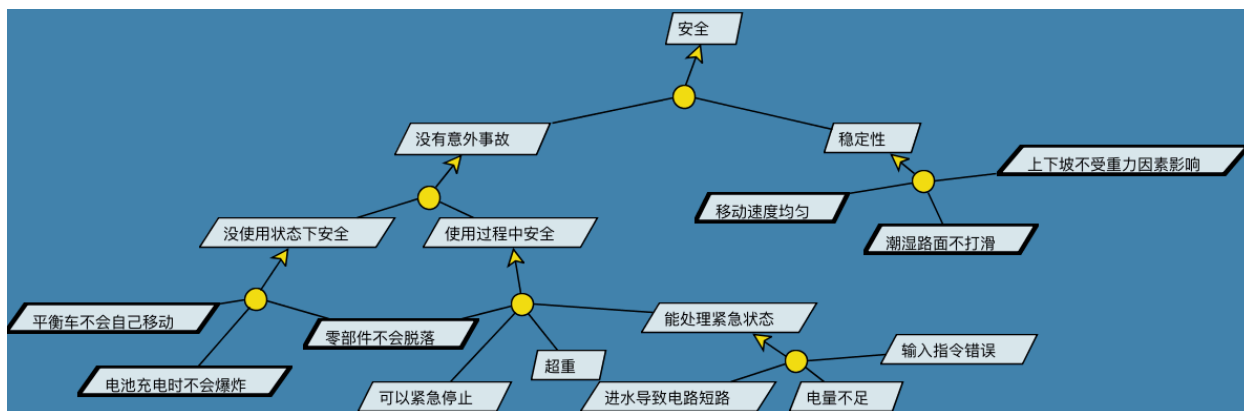 安全
没有意外事故
稳定性
上下坡不受重力因素影响
移动速度均匀
潮湿路面不打滑
没使用状态下安全
使用过程中安全
平衡车不会自己移动
零部件不会脱落
能处理紧急状态
电池充电时不会爆炸
可以紧急停止
超重
输入指令错误
进水导致电路短路
电量不足